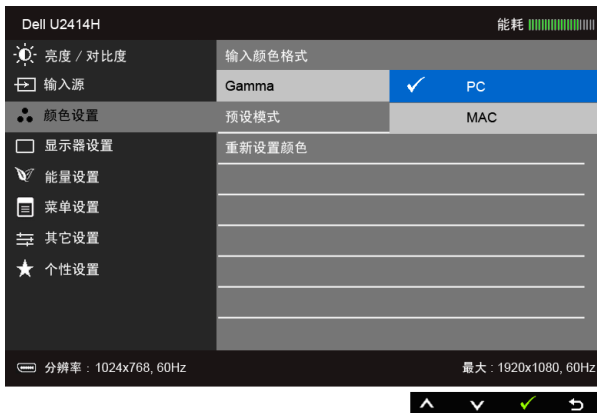 Dell U2414H 能耗
亮度 / 对比度 输入颜色格式
输入源 Gamma PC
颜色设置 预设模式 MAC
显示器设置 重新设置颜色
能量设置
菜单设置
其它设置
个性设置
分辨率 : 1024x768, 60Hz 最大 : 1920x1080, 60Hz